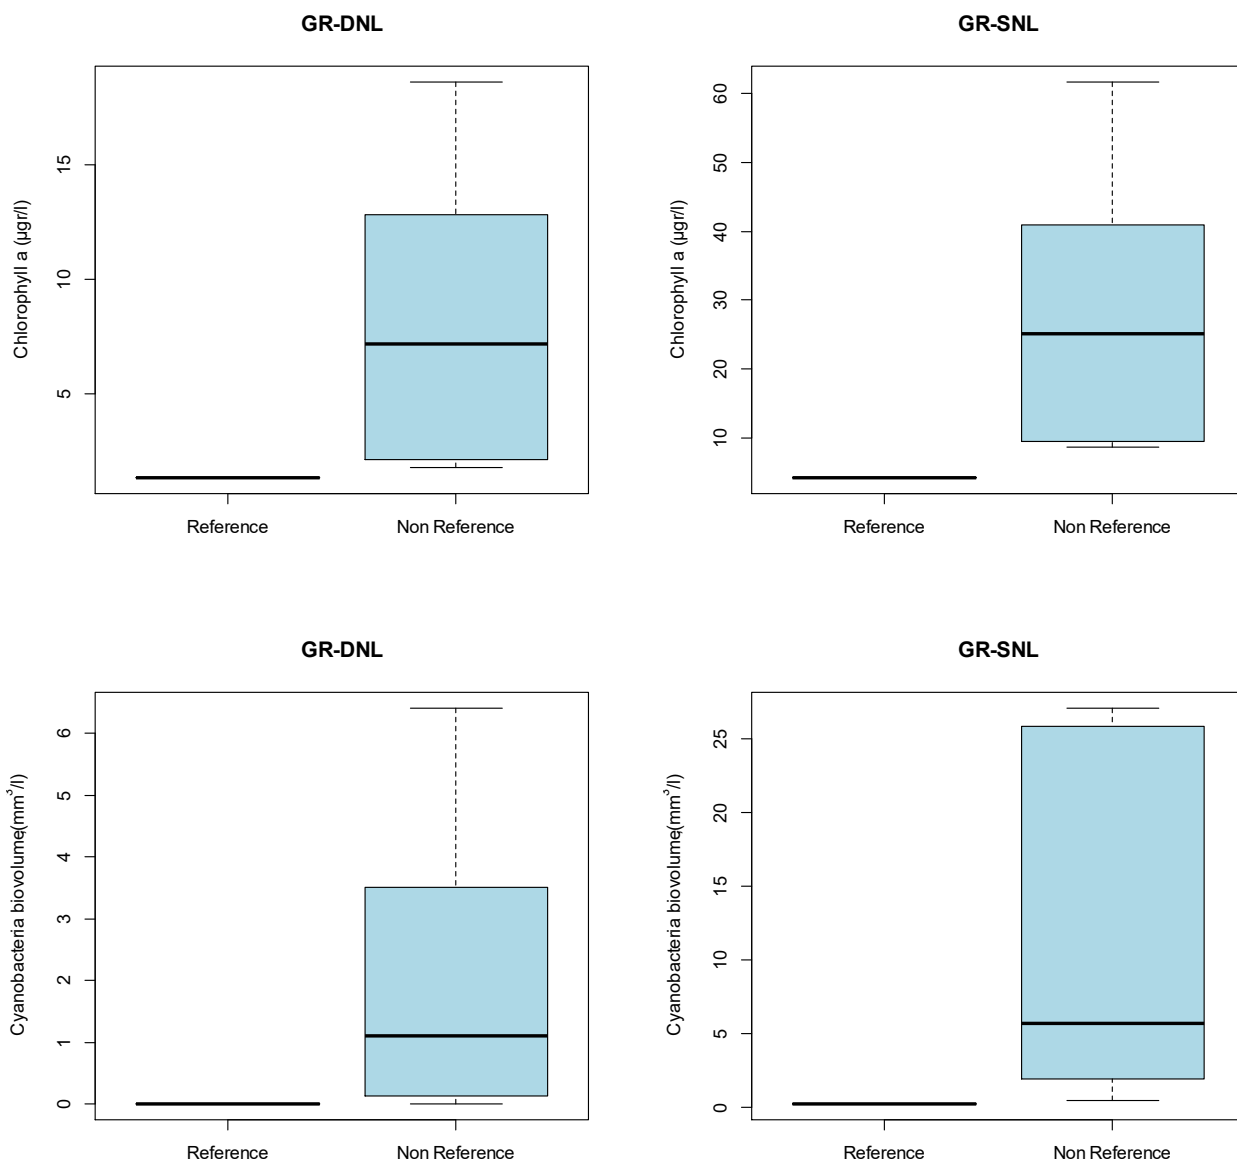 GR-DNL
Chlorophyll a (µgr/l)
15
10
5
Reference
Non Reference
GR-SNL
Chlorophyll a (µgr/l)
60
50
40
30
20
10
Reference
Non Reference
GR-DNL
Cyanobacteria biovolume(mm³/l)
6
5
4
3
2
1
0
Reference
Non Reference
GR-SNL
Cyanobacteria biovolume(mm³/l)
25
20
15
10
5
0
Reference
Non Reference